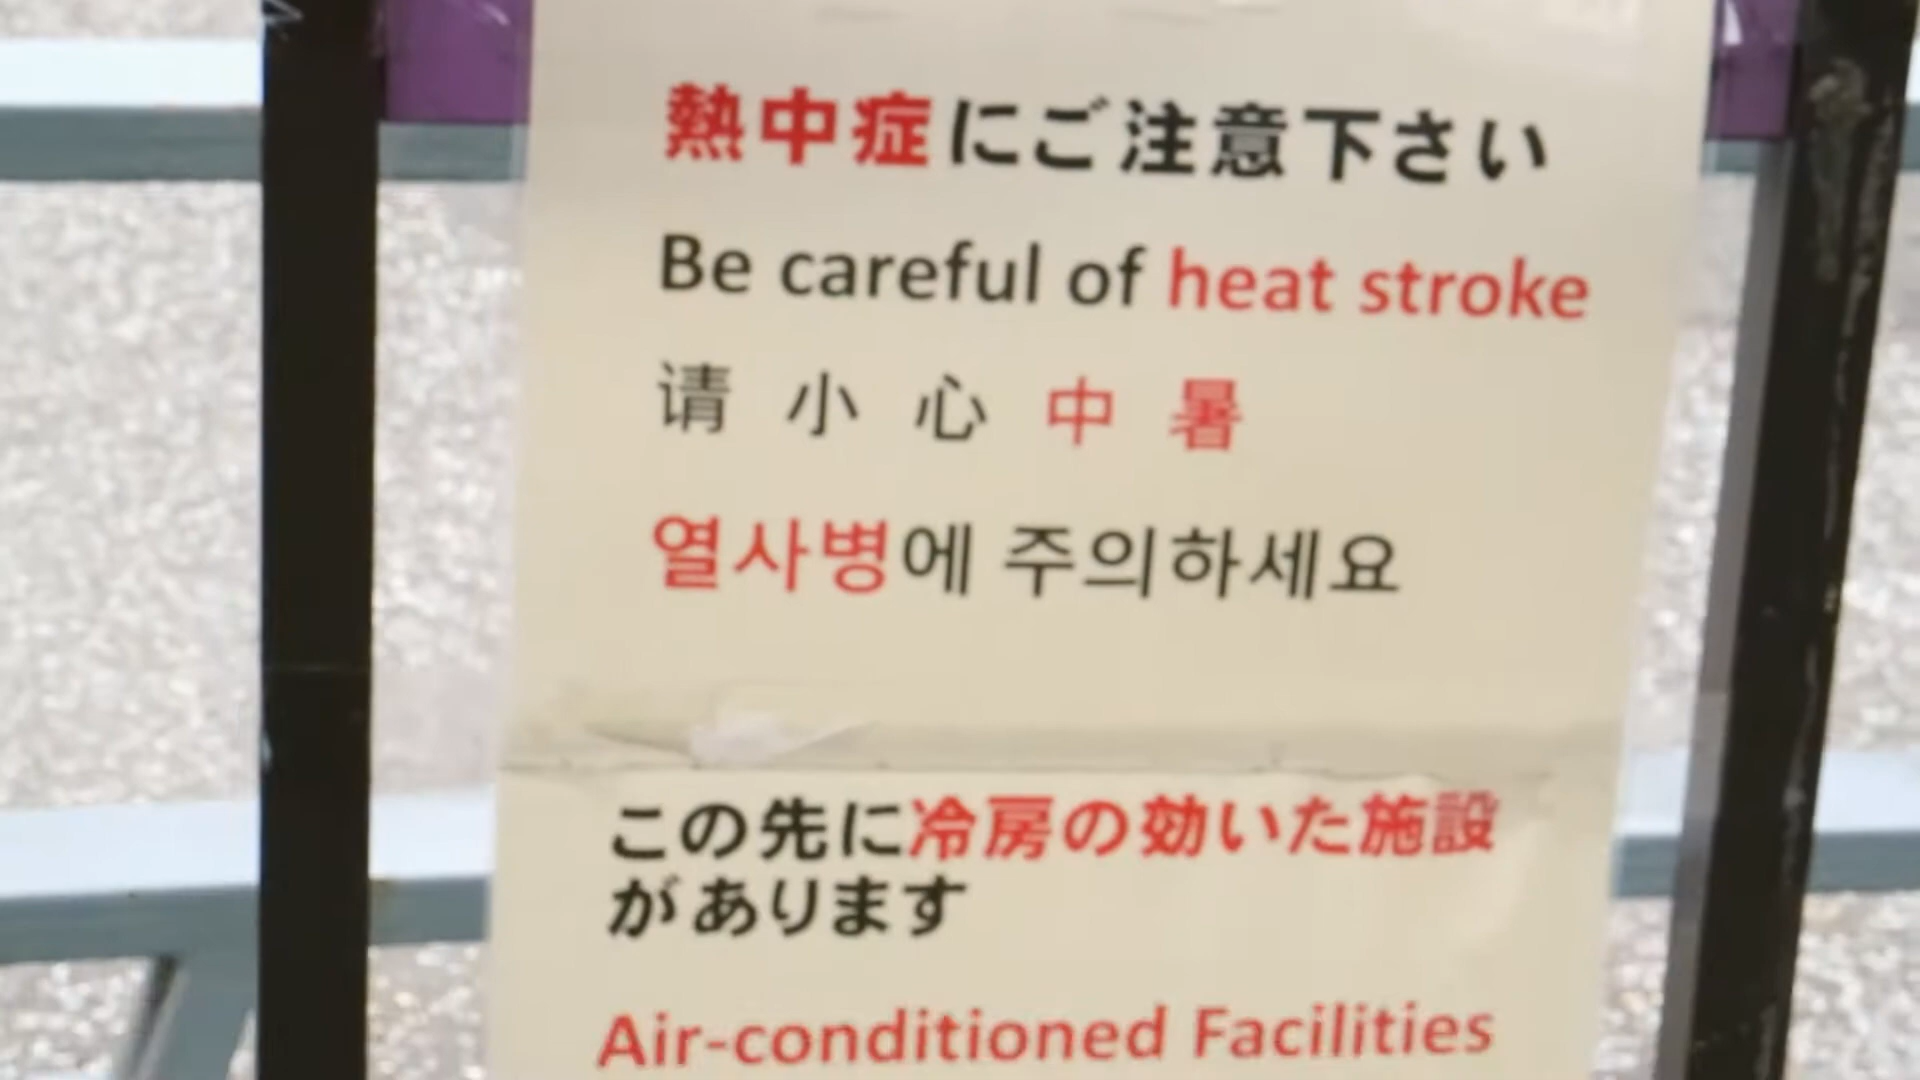 熱中症にご注意下さい
Be careful of heat stroke
请小心中暑
열사병에 주의하세요
この先に冷房の効いた施設
があります
Air-conditioned Facilities